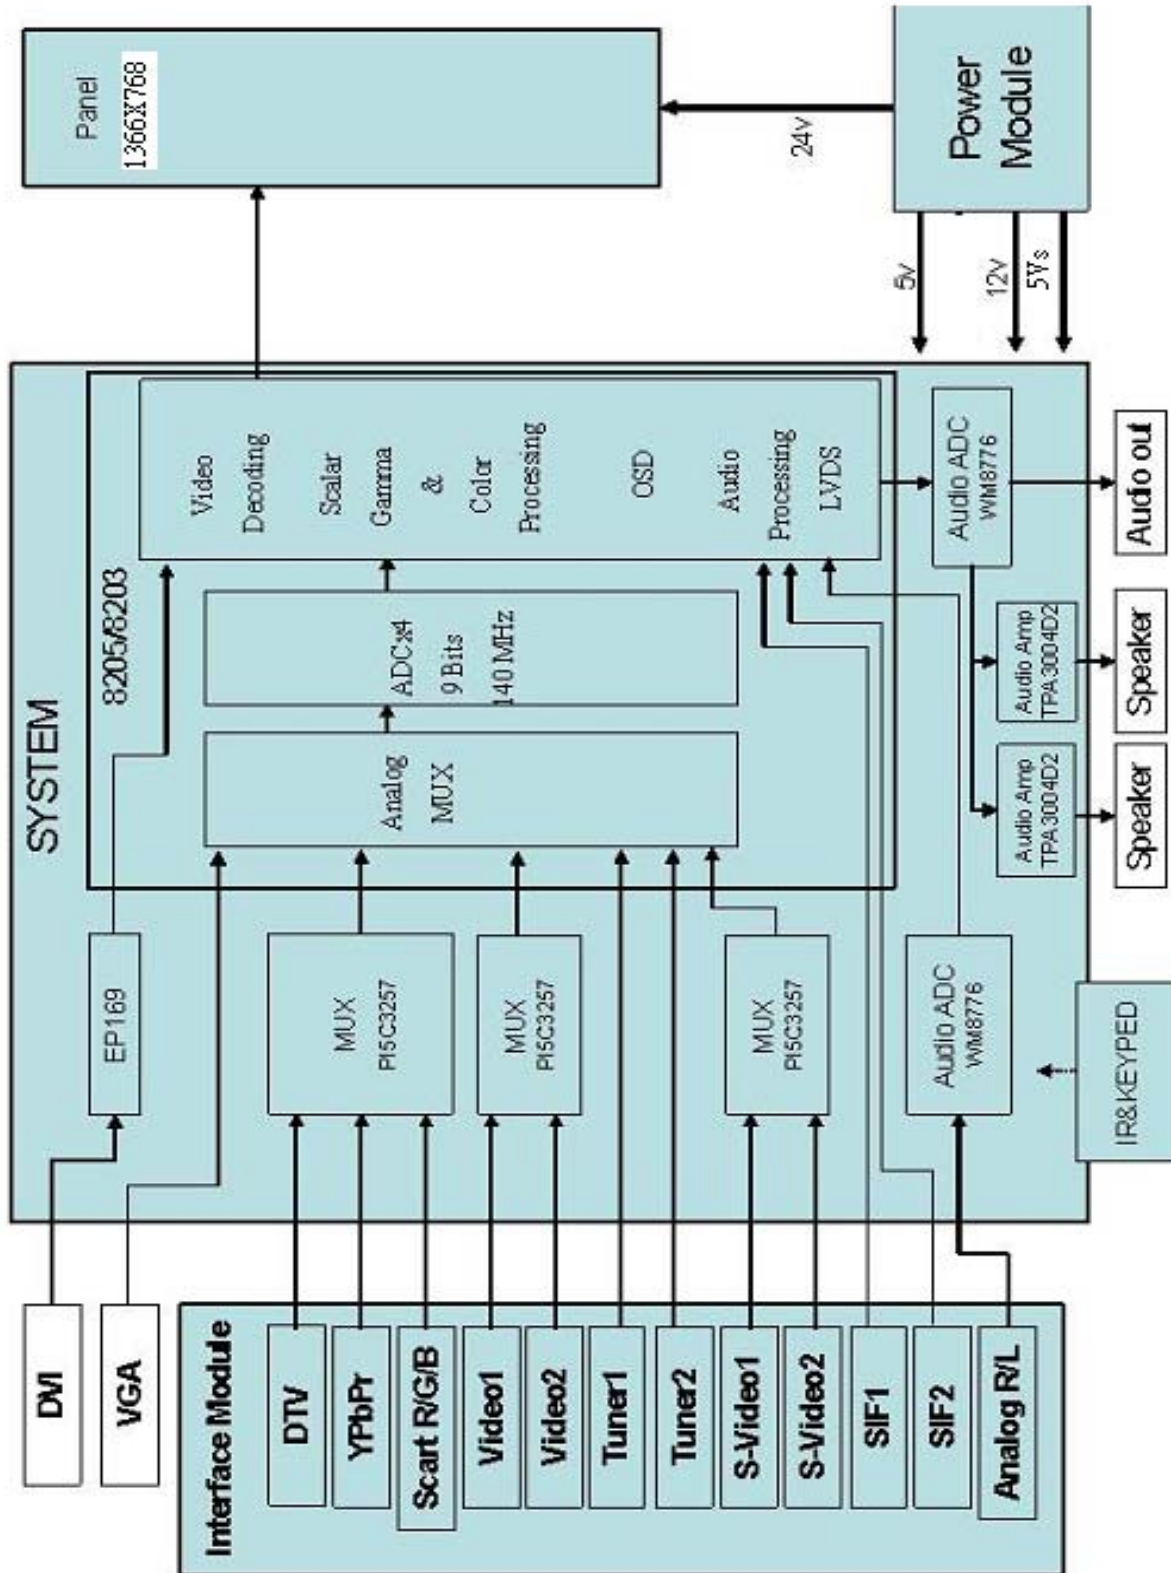 SYSTEM
8205/8203
DVI
VGA
Interface Module
DTV
YPbPr
Scart R/G/B
Video1
Video2
Tuner1
Tuner2
S-Video1
S-Video2
SIF1
SIF2
Analog R/L
EP169
MUX
PI5C3257
MUX
PI5C3257
MUX
PI5C3257
Audio ADC
WM8776
IR&KEYPED
Analog
MUX
ADCx4
9 Bits
140 MHz
Video
Decoding
Scalar
Gamma
&
Color
Processing
OSD
Audio
Processing
LVDS
Audio ADC
WM8776
Audio Amp
TPA3004D2
Audio Amp
TPA3004D2
Speaker
Speaker
Audio out
Panel
1366X768
24V
5V
12V
5Vs
Power
Module